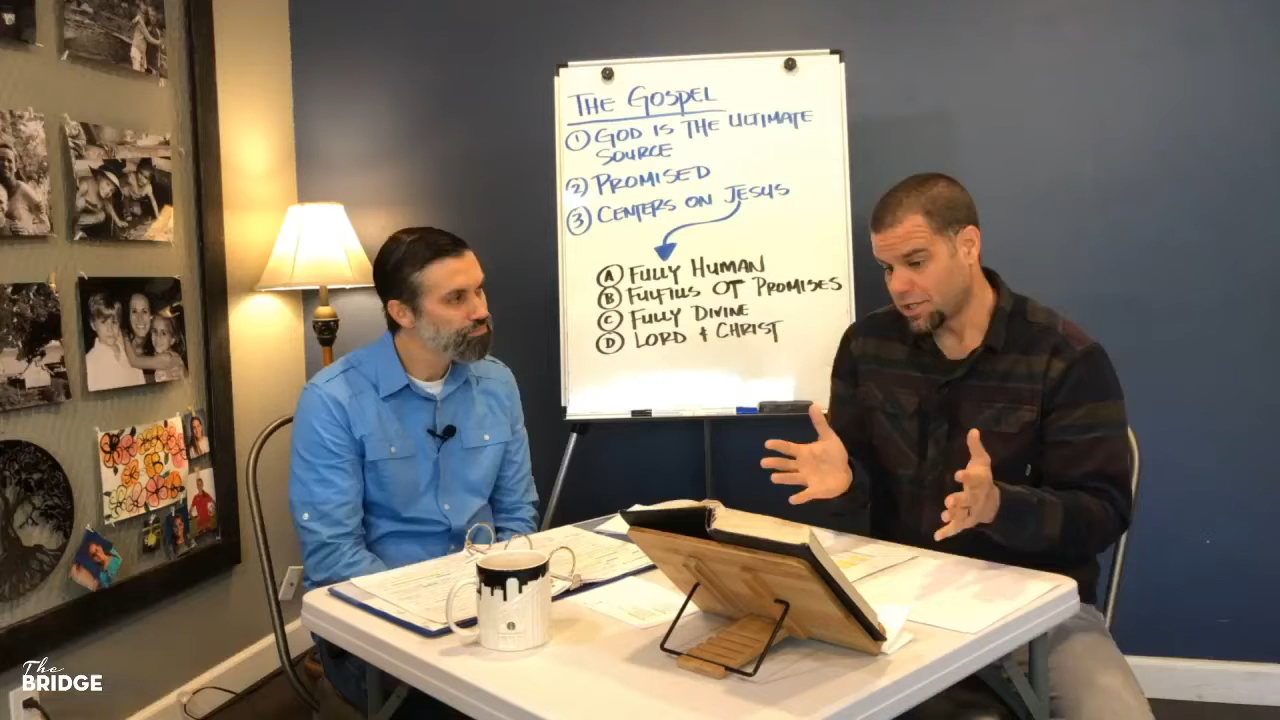 THE GOSPEL
① GOD IS THE ULTIMATE
SOURCE
② PROMISED
③ CENTERS ON JESUS
Ⓐ FULLY HUMAN
Ⓑ FULFILLS OT PROMISES
Ⓒ FULLY DIVINE
Ⓓ LORD & CHRIST
The
BRIDGE